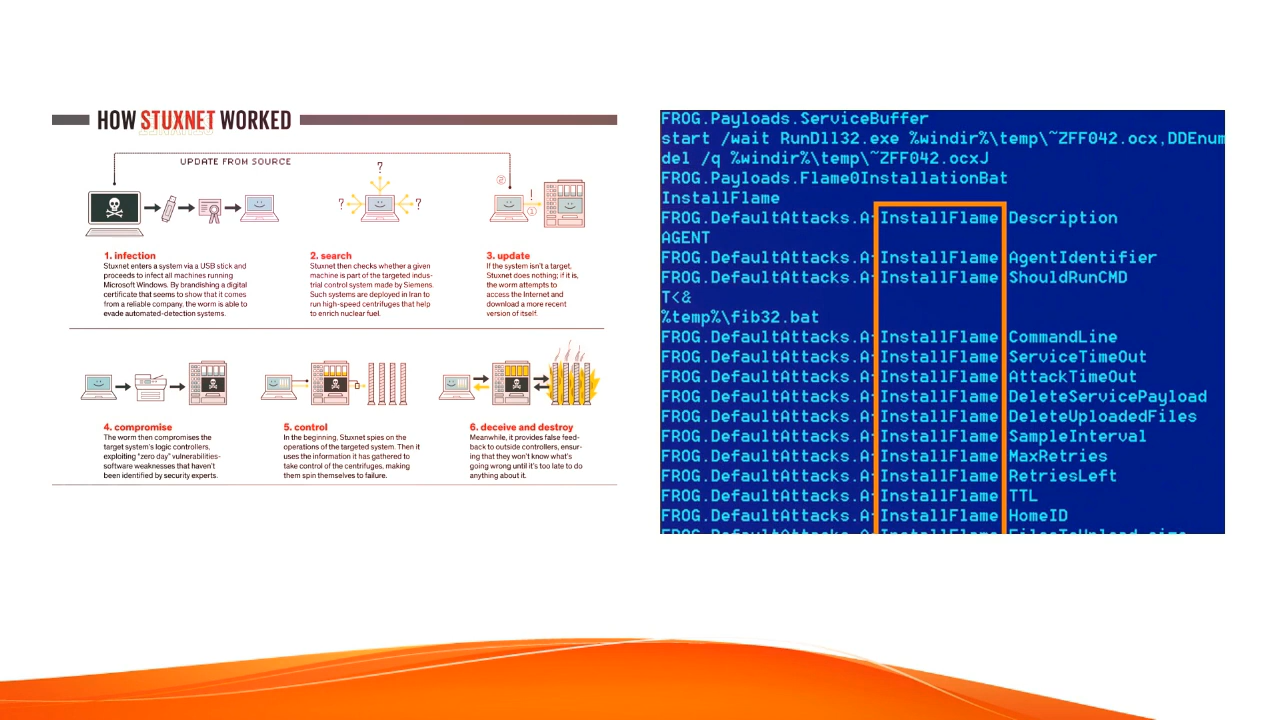 HOW STUXNET WORKED
UPDATE FROM SOURCE
?
?
?
!
2
1
1. infection
Stuxnet enters a system via a USB stick and
proceeds to infect all machines running
Microsoft Windows. By brandishing a digital
certificate that seems to show that it comes
from a reliable company, the worm is able to
evade automated-detection systems.
2. search
Stuxnet then checks whether a given
machine is part of the targeted indus-
trial control system made by Siemens.
Such systems are deployed in Iran to
run high-speed centrifuges that help
to enrich nuclear fuel.
3. update
If the system isn't a target,
Stuxnet does nothing; if it is,
the worm attempts to
access the Internet and
download a more recent
version of itself.
4. compromise
The worm then compromises the
target system's logic controllers,
exploiting "zero day" vulnerabilities-
software weaknesses that haven't
been identified by security experts.
5. control
In the beginning, Stuxnet spies on the
operations of the targeted system. Then it
uses the information it has gathered to
take control of the centrifuges, making
them spin themselves to failure.
6. deceive and destroy
Meanwhile, it provides false feed-
back to outside controllers, ensur-
ing that they won't know what's
going wrong until it's too late to do
anything about it.
FROG.Payloads.ServiceBuffer
start /wait RunDll32.exe %windir%\temp\~ZFF042.ocx,DDEnum
del /q %windir%\temp\~ZFF042.ocxJ
FROG.Payloads.Flame0InstallationBat
InstallFlame
FROG.DefaultAttacks.A InstallFlame Description
AGENT
FROG.DefaultAttacks.A InstallFlame AgentIdentifier
FROG.DefaultAttacks.A InstallFlame ShouldRunCMD
T<&
%temp%\fib32.bat
FROG.DefaultAttacks.A InstallFlame CommandLine
FROG.DefaultAttacks.A InstallFlame ServiceTimeOut
FROG.DefaultAttacks.A InstallFlame AttackTimeOut
FROG.DefaultAttacks.A InstallFlame DeleteServicePayload
FROG.DefaultAttacks.A InstallFlame DeleteUploadedFiles
FROG.DefaultAttacks.A InstallFlame SampleInterval
FROG.DefaultAttacks.A InstallFlame MaxRetries
FROG.DefaultAttacks.A InstallFlame RetriesLeft
FROG.DefaultAttacks.A InstallFlame TTL
FROG.DefaultAttacks.A InstallFlame HomeID